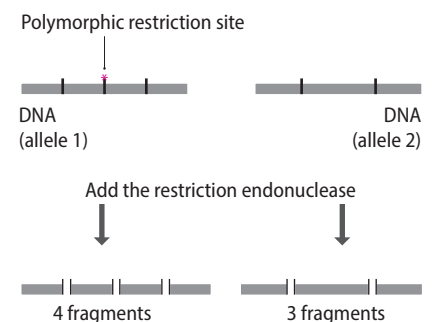 Polymorphic restriction site
*
DNA
(allele 1)
DNA
(allele 2)
Add the restriction endonuclease
4 fragments
3 fragments